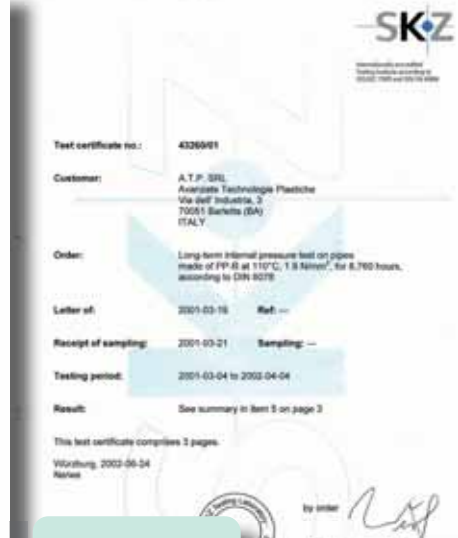 SKZ
Test certificate no.: 43260/01
Customer: A.T.P. SRL
Avanzate Technologie Plastiche
Via dell' Industria, 3
70051 Barletta (BA)
ITALY
Order: Long-term internal pressure test on pipes
made of PP-R at 110°C, 1.9 N/mm², for 8,760 hours,
according to DIN 8078
Letter of: 2001-03-16 Ref: ---
Receipt of sampling: 2001-03-21 Sampling: ---
Testing period: 2001-03-04 to 2002-04-04
Result: See summary in item 5 on page 3
This test certificate comprises 3 pages.
Würzburg, 2002-06-24
by order